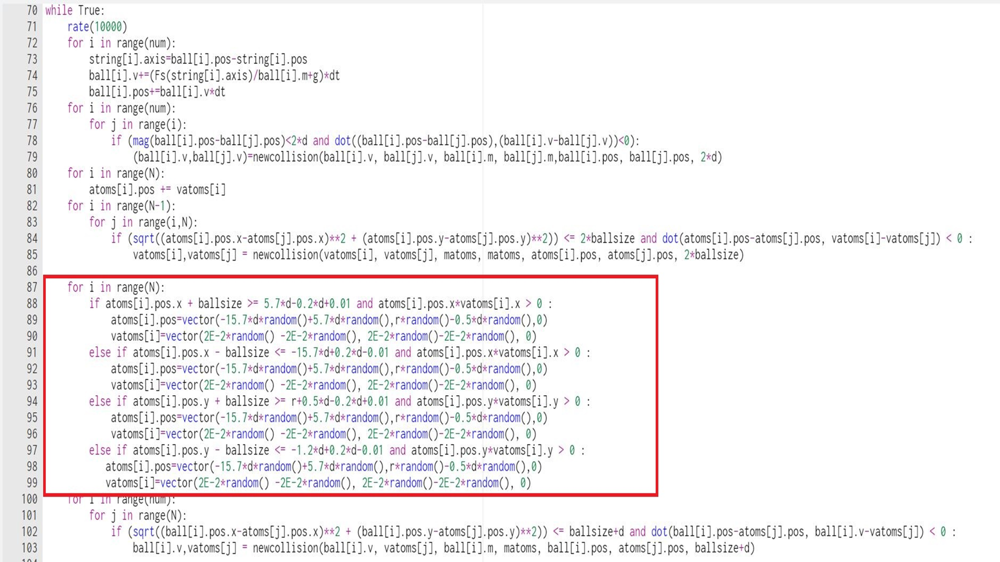 70 while True:
71     rate(10000)
72     for i in range(num):
73         string[i].axis=ball[i].pos-string[i].pos
74         ball[i].v+=(Fs(string[i].axis)/ball[i].m+g)*dt
75         ball[i].pos+=ball[i].v*dt
76     for i in range(num):
77         for j in range(i):
78             if (mag(ball[i].pos-ball[j].pos)<2*d and dot((ball[i].pos-ball[j].pos),(ball[i].v-ball[j].v))<0):
79                 (ball[i].v,ball[j].v)=newcollision(ball[i].v, ball[j].v, ball[i].m, ball[j].m,ball[i].pos, ball[j].pos, 2*d)
80     for i in range(N):
81         atoms[i].pos += vatoms[i]
82     for i in range(N-1):
83         for j in range(i,N):
84             if (sqrt((atoms[i].pos.x-atoms[j].pos.x)**2 + (atoms[i].pos.y-atoms[j].pos.y)**2)) <= 2*ballsize and dot(atoms[i].pos-atoms[j].pos, vatoms[i]-vatoms[j]) < 0 :
85                 vatoms[i],vatoms[j] = newcollision(vatoms[i], vatoms[j], matoms, matoms, atoms[i].pos, atoms[j].pos, 2*ballsize)
86
87     for i in range(N):
88         if atoms[i].pos.x + ballsize >= 5.7*d-0.2*d+0.01 and atoms[i].pos.x*vatoms[i].x > 0 :
89             atoms[i].pos=vector(-15.7*d*random()+5.7*d*random(),r*random()-0.5*d*random(),0)
90             vatoms[i]=vector(2E-2*random() -2E-2*random(), 2E-2*random()-2E-2*random(), 0)
91         else if atoms[i].pos.x - ballsize <= -15.7*d+0.2*d-0.01 and atoms[i].pos.x*vatoms[i].x > 0 :
92             atoms[i].pos=vector(-15.7*d*random()+5.7*d*random(),r*random()-0.5*d*random(),0)
93             vatoms[i]=vector(2E-2*random() -2E-2*random(), 2E-2*random()-2E-2*random(), 0)
94         else if atoms[i].pos.y + ballsize >= r+0.5*d-0.2*d+0.01 and atoms[i].pos.y*vatoms[i].y > 0 :
95             atoms[i].pos=vector(-15.7*d*random()+5.7*d*random(),r*random()-0.5*d*random(),0)
96             vatoms[i]=vector(2E-2*random() -2E-2*random(), 2E-2*random()-2E-2*random(), 0)
97         else if atoms[i].pos.y - ballsize <= -1.2*d+0.2*d-0.01 and atoms[i].pos.y*vatoms[i].y > 0 :
98            atoms[i].pos=vector(-15.7*d*random()+5.7*d*random(),r*random()-0.5*d*random(),0)
99            vatoms[i]=vector(2E-2*random() -2E-2*random(), 2E-2*random()-2E-2*random(), 0)
100     for i in range(num):
101         for j in range(N):
102             if (sqrt((ball[i].pos.x-atoms[j].pos.x)**2 + (ball[i].pos.y-atoms[j].pos.y)**2)) <= ballsize+d and dot(ball[i].pos-atoms[j].pos, ball[i].v-vatoms[j]) < 0 :
103                 ball[i].v,vatoms[j] = newcollision(ball[i].v, vatoms[j], ball[i].m, matoms, ball[i].pos, atoms[j].pos, ballsize+d)